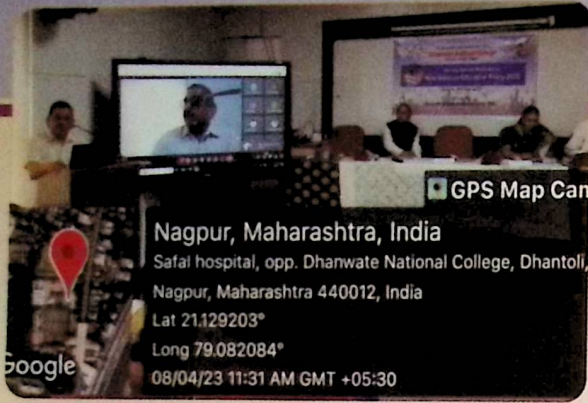 GPS Map Cam
Nagpur, Maharashtra, India
Safal hospital, opp. Dhanwate National College, Dhantoli,
Nagpur, Maharashtra 440012, India
Lat 21.129203°
Long 79.082084°
08/04/23 11:31 AM GMT +05:30
Google